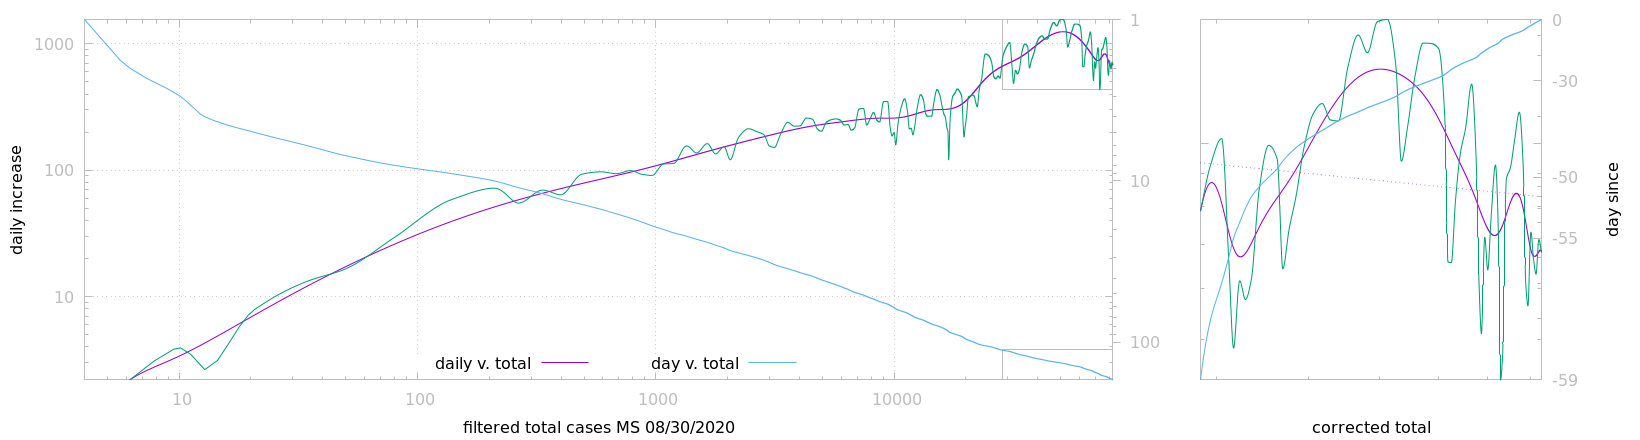 1000
100
10
daily increase
10
100
1000
10000
filtered total cases MS 08/30/2020
daily v. total
day v. total
1
10
100
0
-30
-50
-55
-59
day since
corrected total